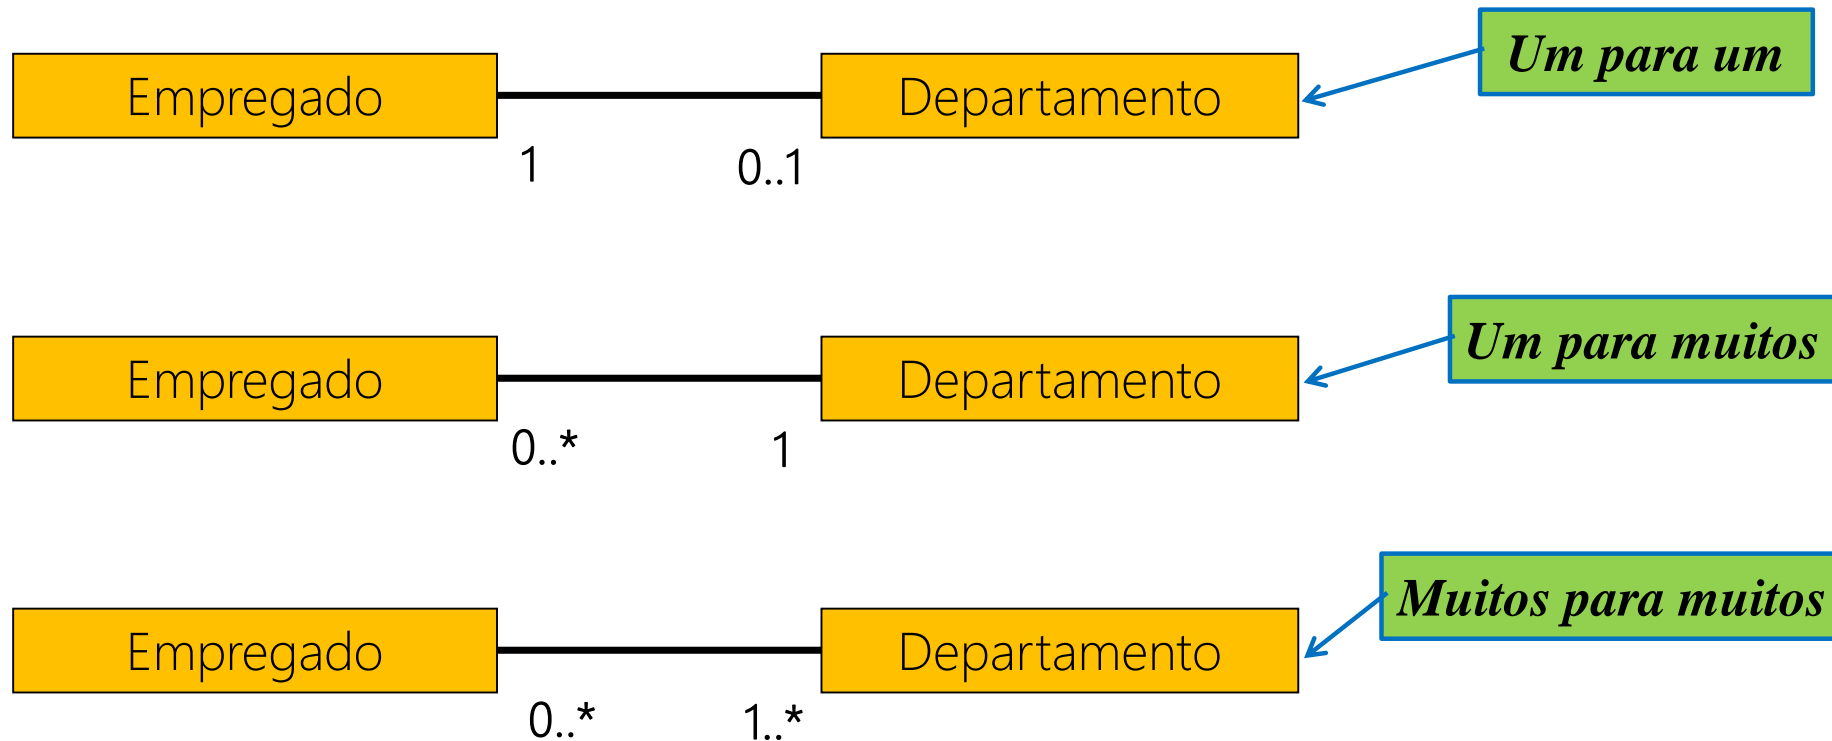 Um para um
Empregado
Departamento
1
0..1
Um para muitos
Empregado
Departamento
0..*
1
Muitos para muitos
Empregado
Departamento
0..*
1..*